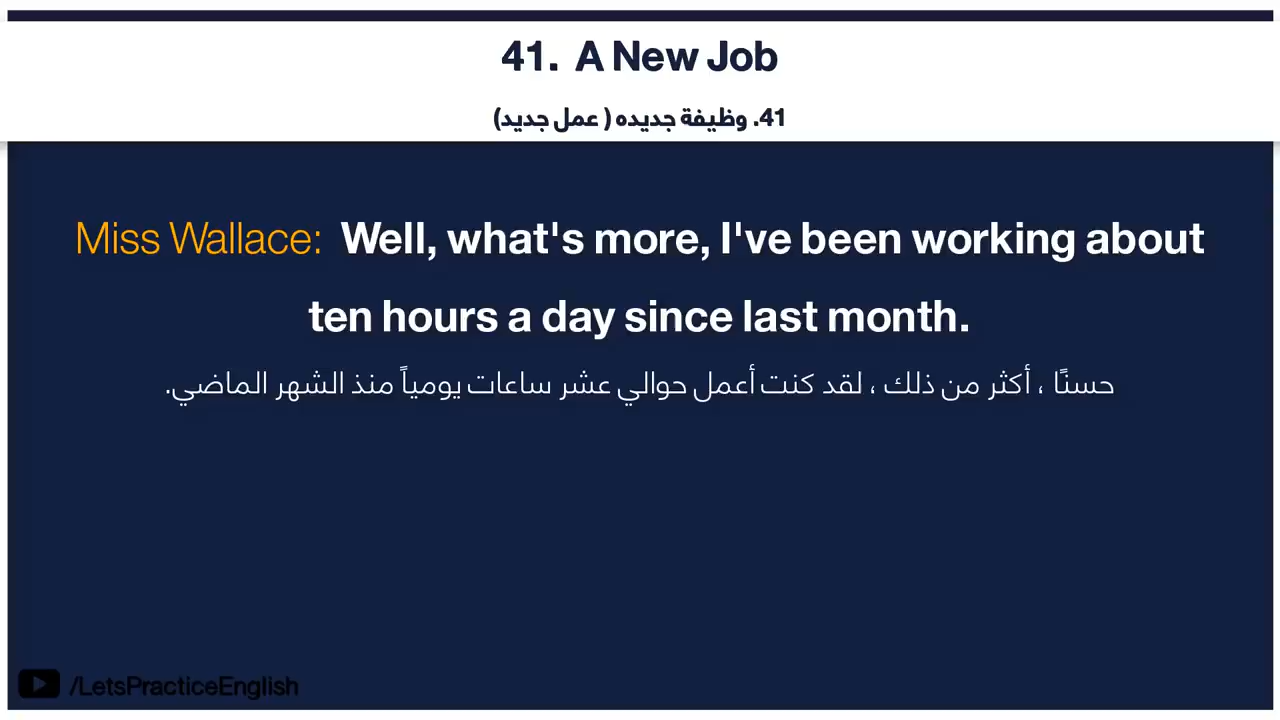 41. A New Job
41. وظيفة جديده ( عمل جديد)
Miss Wallace: Well, what's more, I've been working about
ten hours a day since last month.
حسنًا ، أكثر من ذلك ، لقد كنت أعمل حوالي عشر ساعات يومياً منذ الشهر الماضي.
/LetsPracticeEnglish